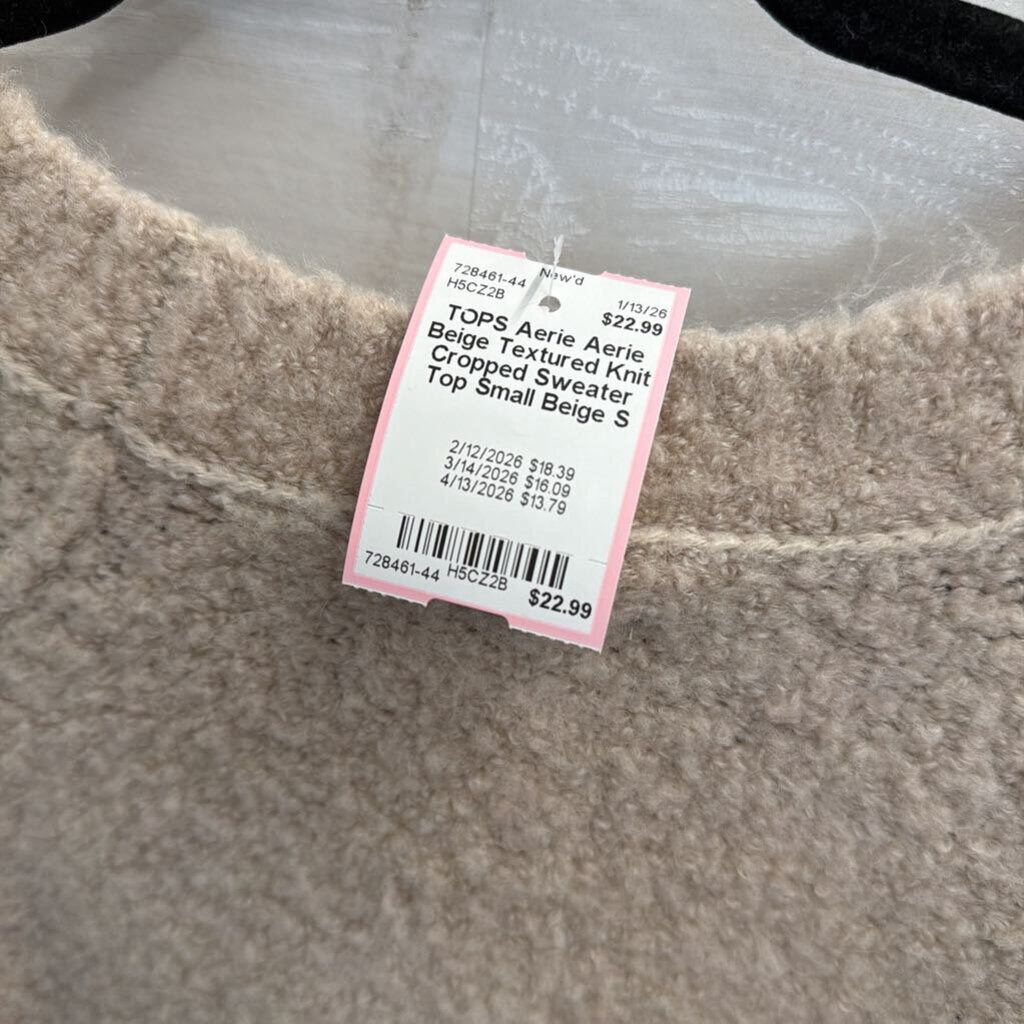 728461-44 New'd
H5CZ2B 1/13/26
$22.99
TOPS Aerie Aerie
Beige Textured Knit
Cropped Sweater
Top Small Beige S
2/12/2026 $18.39
3/14/2026 $16.09
4/13/2026 $13.79
728461-44 H5CZ2B
$22.99